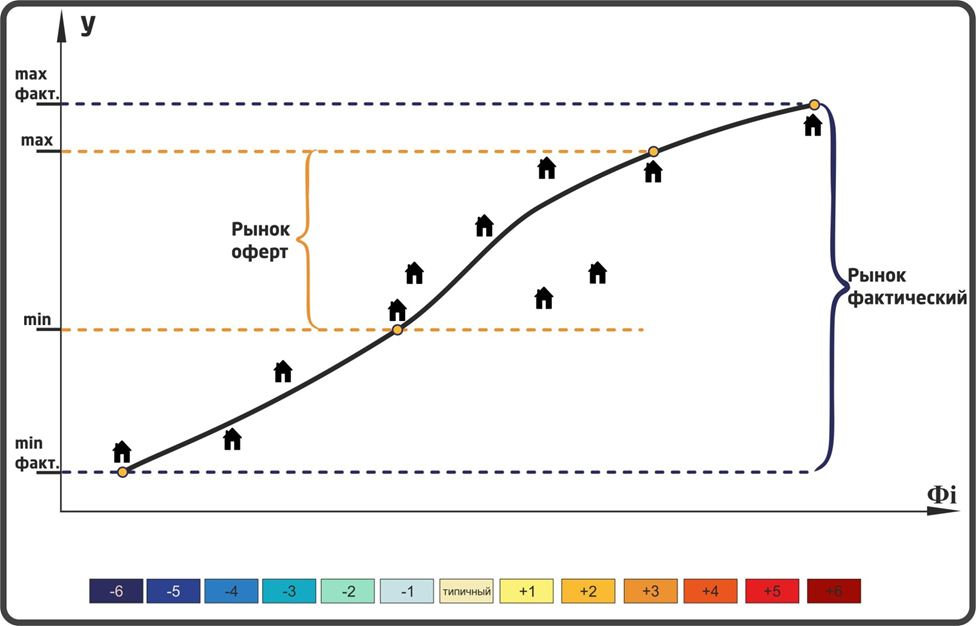 y
max
факт.
max
Рынок
оферт
Рынок
фактический
min
min
факт.
Фi
-6 -5 -4 -3 -2 -1 типичный +1 +2 +3 +4 +5 +6